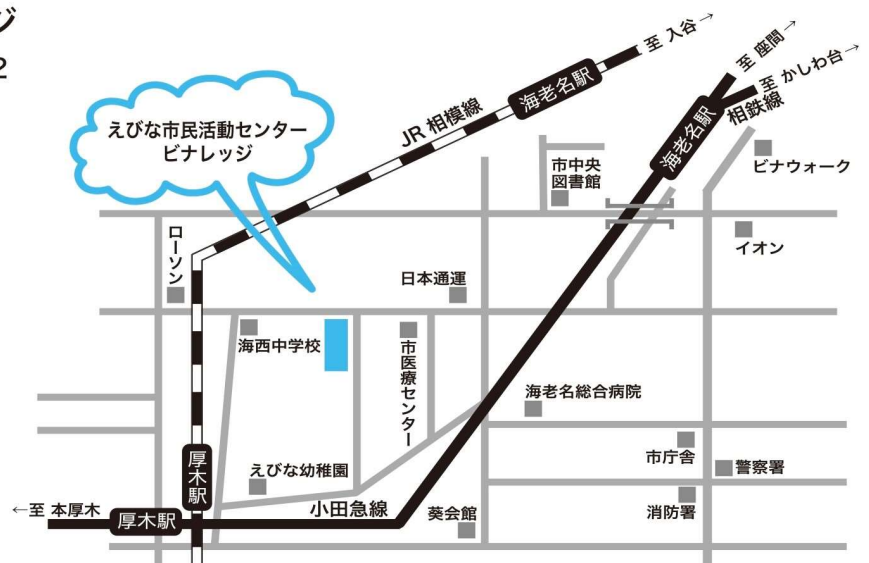 ジ
2
至 入谷→
至 座間→
至 かしわ台→
海老名駅
JR 相模線
海老名駅
相鉄線
えびな市民活動センター
ビナレッジ
市中央
図書館
ビナウォーク
ローソン
イオン
日本通運
海西中学校
市医療センター
海老名総合病院
市庁舎
警察署
えびな幼稚園
厚木駅
消防署
←至 本厚木
厚木駅
小田急線
葵会館